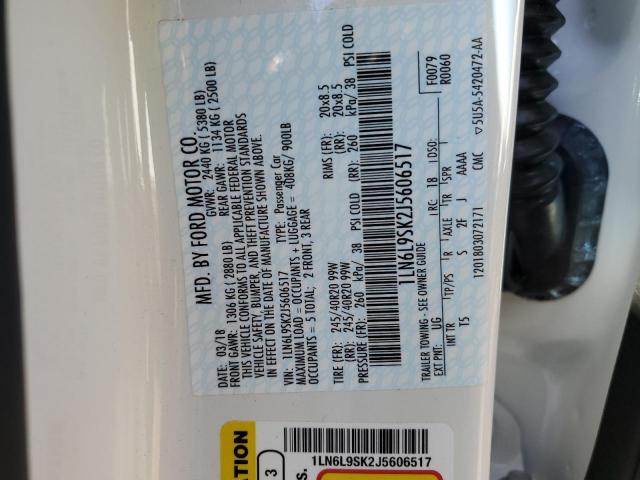 MFD. BY FORD MOTOR CO.
DATE: 03/18 GVWR: 2440 KG (5380 LB)
FRONT GAWR: 1306 KG (2880 LB) REAR GAWR: 1134 KG (2500 LB)
THIS VEHICLE CONFORMS TO ALL APPLICABLE FEDERAL MOTOR
VEHICLE SAFETY, BUMPER, AND THEFT PREVENTION STANDARDS
IN EFFECT ON THE DATE OF MANUFACTURE SHOWN ABOVE.
VIN: 1LN6L9SK2J5606517 TYPE: Passenger Car
MAXIMUM LOAD = OCCUPANTS + LUGGAGE = 408KG/ 900LB
OCCUPANTS = 5 TOTAL; 2 FRONT, 3 REAR
TIRE (FR): 245/40R20 99W RIMS (FR): 20x8.5
(RR): 245/40R20 99W (RR): 20x8.5
PRESSURE (FR): 260 kPa/ 38 PSI COLD (RR): 260 kPa/ 38 PSI COLD
1LN6L9SK2J5606517
TRAILER TOWING - SEE OWNER GUIDE F0079
EXT PNT: UG RC: 18 DSO: R0060
INT TR TP/PS R AXLE TR SPR
T5 S 2F J AAAA
1201803072171 CMC ▽5U5A-5420472-AA
1LN6L9SK2J5606517
3